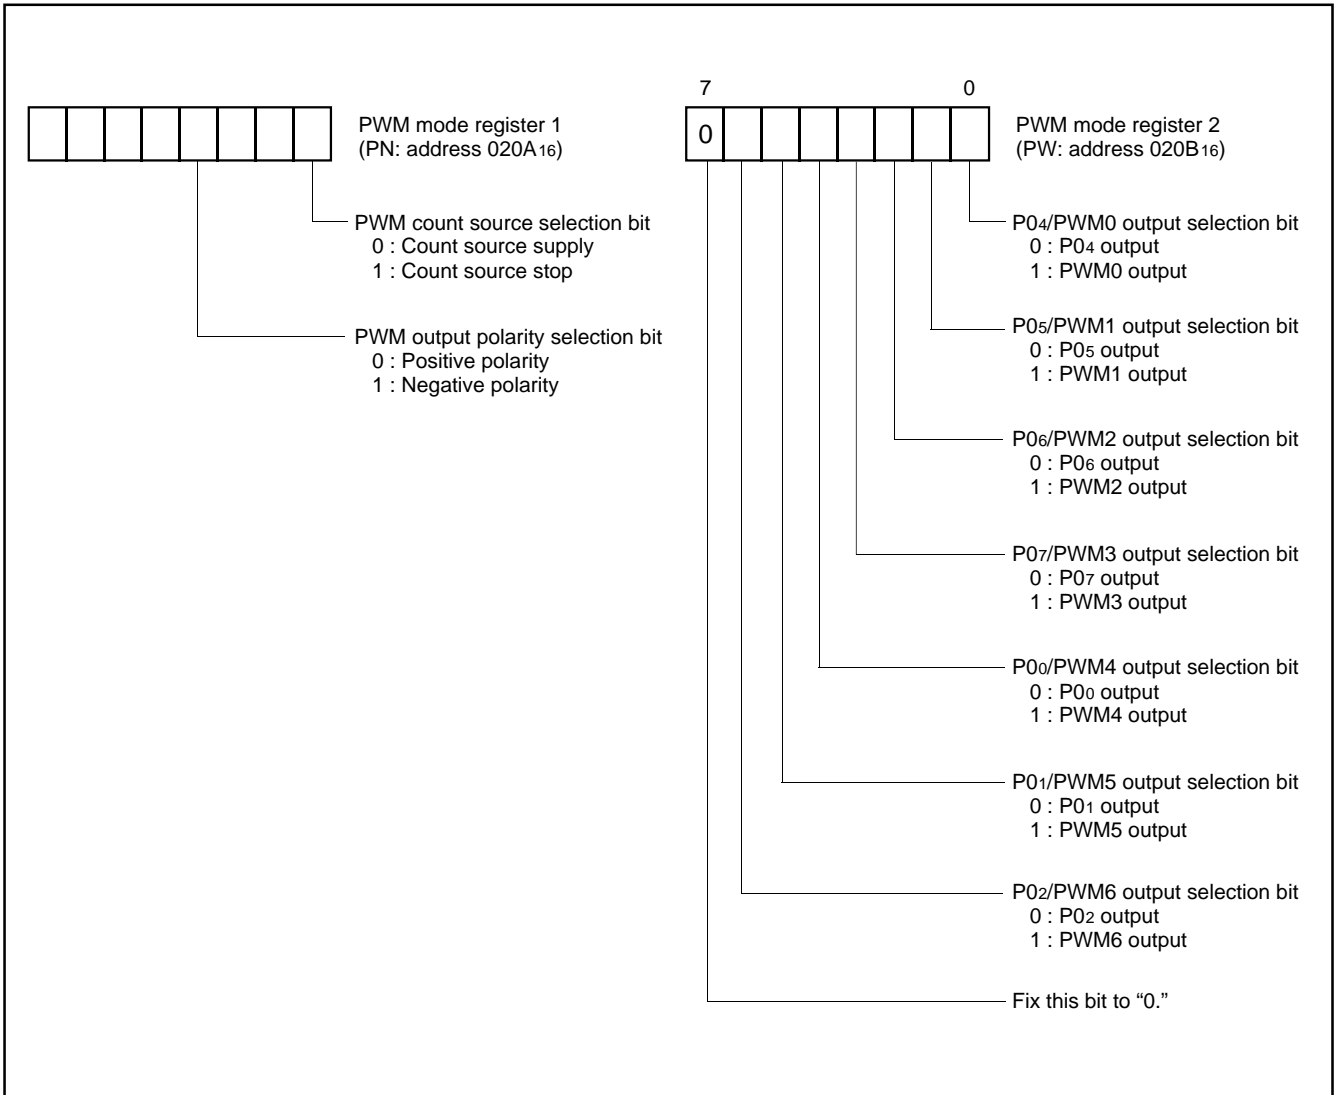 PWM mode register 1
(PN: address 020A16)
PWM count source selection bit
0 : Count source supply
1 : Count source stop
PWM output polarity selection bit
0 : Positive polarity
1 : Negative polarity
7 0
0
PWM mode register 2
(PW: address 020B16)
P04/PWM0 output selection bit
0 : P04 output
1 : PWM0 output
P05/PWM1 output selection bit
0 : P05 output
1 : PWM1 output
P06/PWM2 output selection bit
0 : P06 output
1 : PWM2 output
P07/PWM3 output selection bit
0 : P07 output
1 : PWM3 output
P00/PWM4 output selection bit
0 : P00 output
1 : PWM4 output
P01/PWM5 output selection bit
0 : P01 output
1 : PWM5 output
P02/PWM6 output selection bit
0 : P02 output
1 : PWM6 output
Fix this bit to “0.”